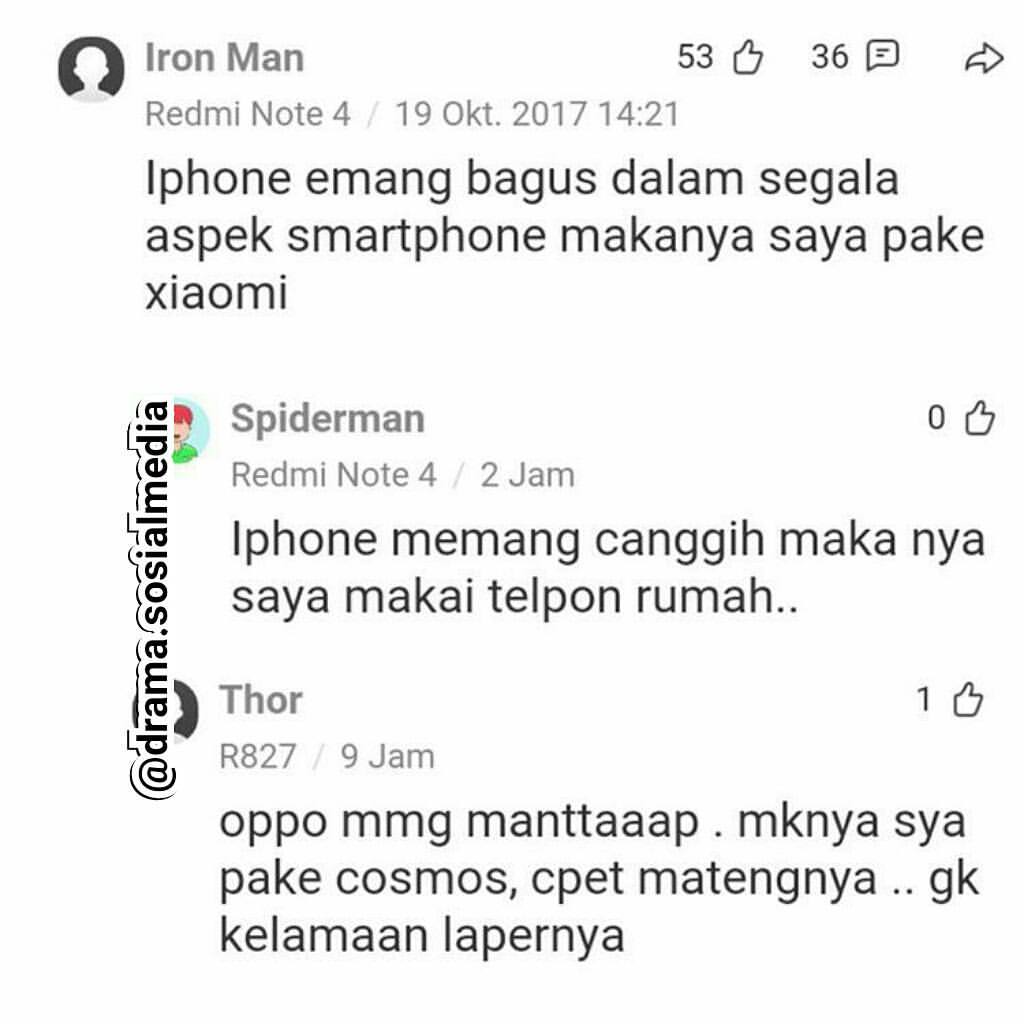 Iron Man
53
36
Redmi Note 4 / 19 Okt. 2017 14:21
Iphone emang bagus dalam segala
aspek smartphone makanya saya pake
xiaomi
Spiderman
0
Redmi Note 4 / 2 Jam
Iphone memang canggih maka nya
saya makai telpon rumah..
Thor
1
R827 / 9 Jam
oppo mmg manttaaap . mknya sya
pake cosmos, cpet matengnya .. gk
kelamaan lapernya
@drama.sosialmedia